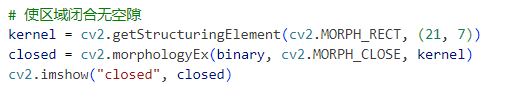 # 使区域闭合无空隙
kernel = cv2.getStructuringElement(cv2.MORPH_RECT, (21, 7))
closed = cv2.morphologyEx(binary, cv2.MORPH_CLOSE, kernel)
cv2.imshow("closed", closed)